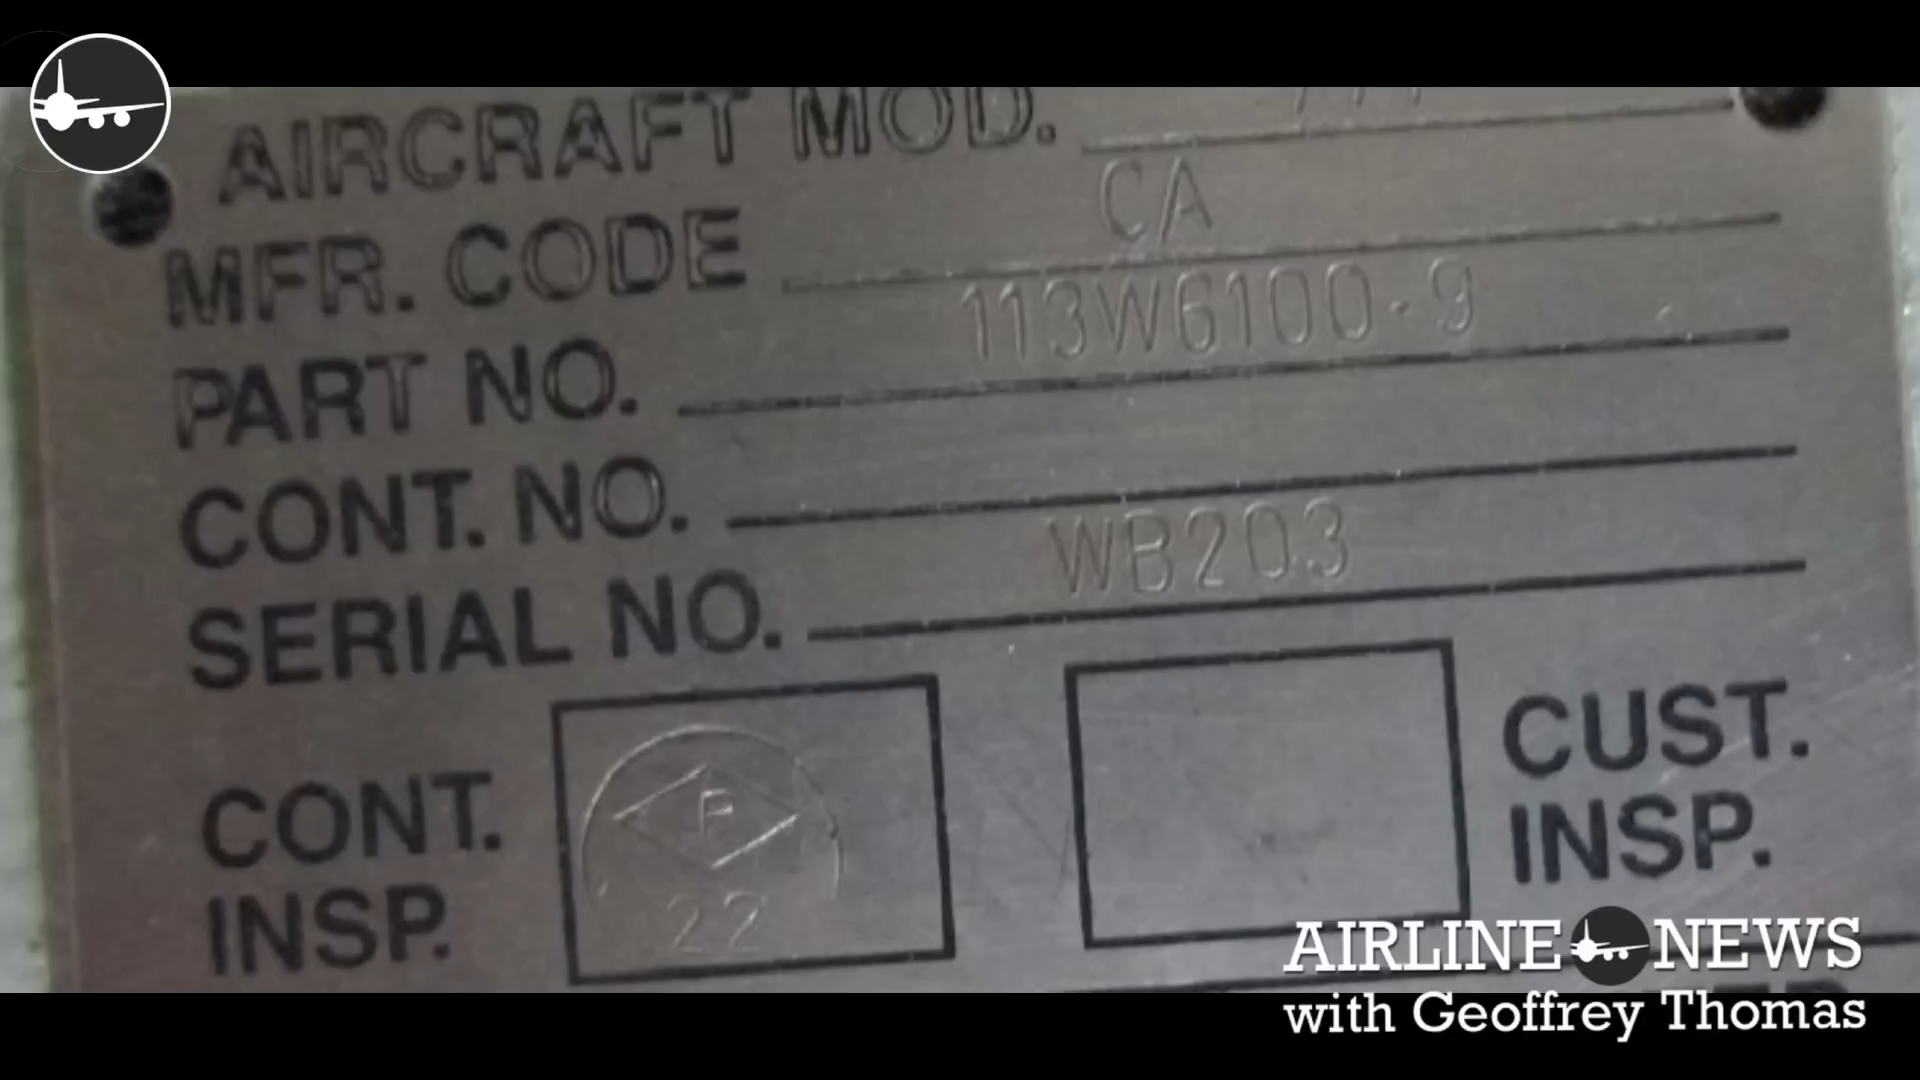 AIRCRAFT MOD. 777
MFR. CODE CA
PART NO. 113W6100-9
CONT. NO.
SERIAL NO. WB203
CONT. INSP.
P
22
CUST. INSP.
AIRLINE NEWS
with Geoffrey Thomas